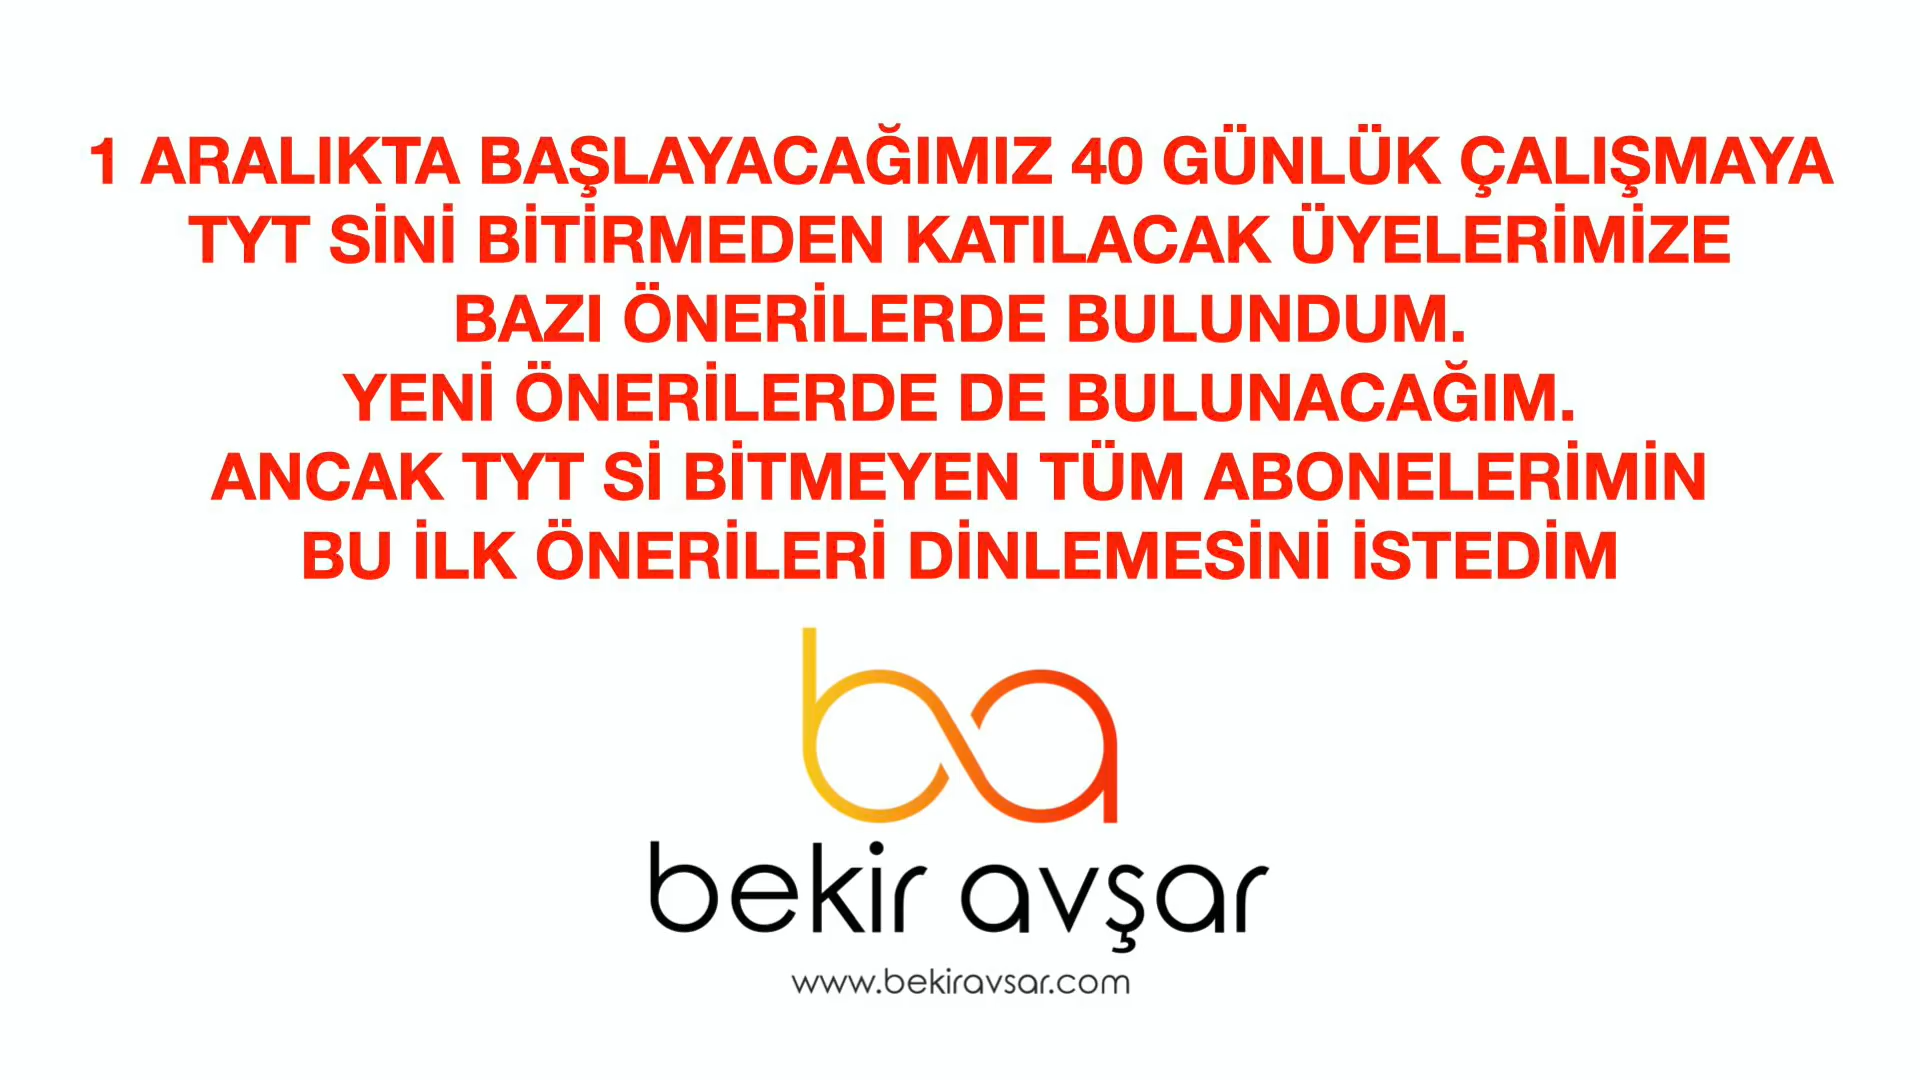 1 ARALIKTA BAŞLAYACAĞIMIZ 40 GÜNLÜK ÇALIŞMAYA
TYT SİNİ BİTİRMEDEN KATILACAK ÜYELERİMİZE
BAZI ÖNERİLERDE BULUNDUM.
YENİ ÖNERİLERDE DE BULUNACAĞIM.
ANCAK TYT Sİ BİTMEYEN TÜM ABONELERİMİN
BU İLK ÖNERİLERİ DİNLEMESİNİ İSTEDİM
ba
bekir avşar
www.bekiravsar.com